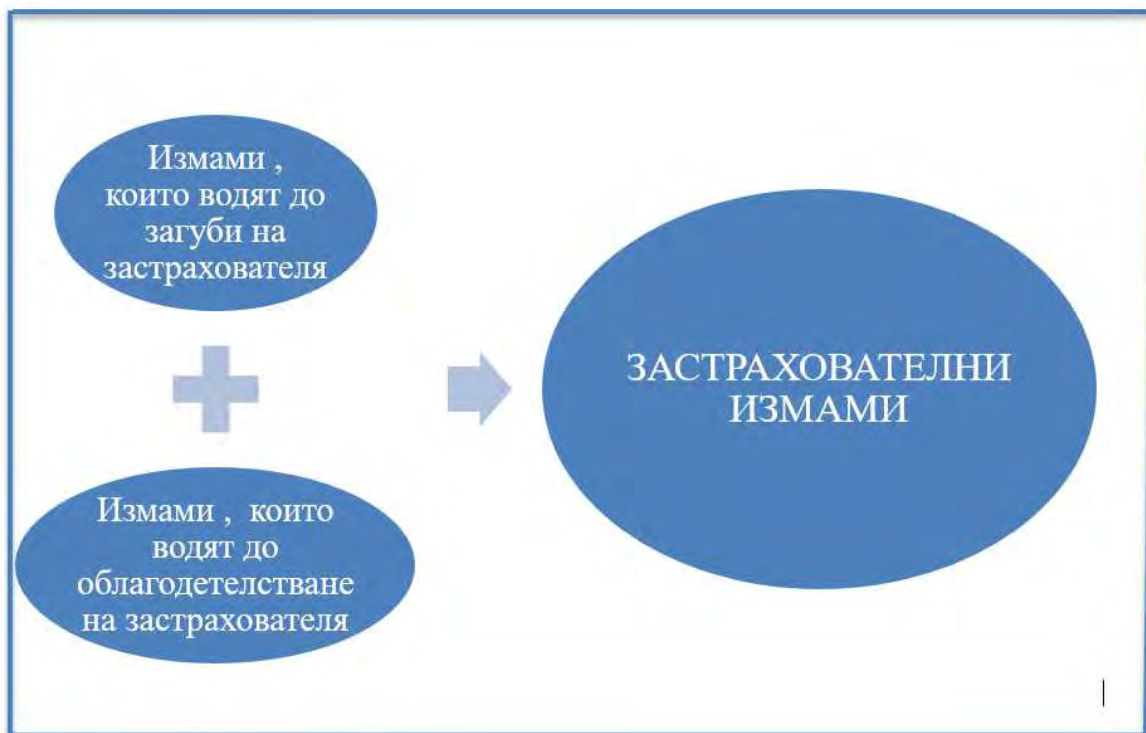 Измами ,
които водят до
загуби на
застрахователя
Измами , които
водят до
облагодетелстване
на застрахователя
ЗАСТРАХОВАТЕЛНИ
ИЗМАМИ